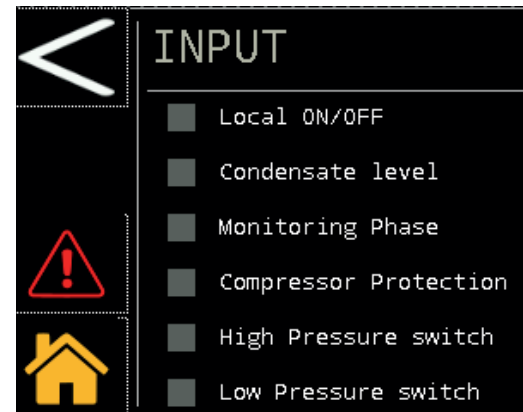 INPUT
Local ON/OFF
Condensate level
Monitoring Phase
Compressor Protection
High Pressure switch
Low Pressure switch